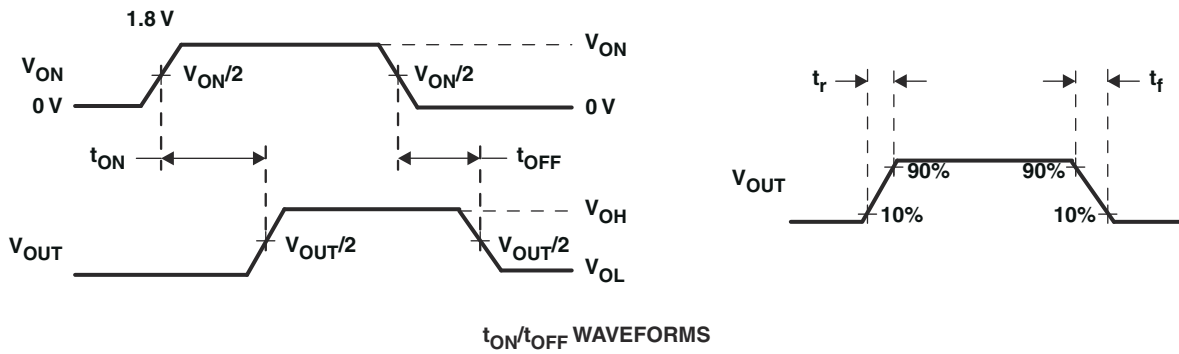 1.8 V
V_ON
V_ON
V_ON/2
V_ON/2
0 V
0 V
t_ON
t_OFF
V_OH
V_OUT
V_OUT/2
V_OUT/2
V_OL
t_r
t_f
V_OUT
90%
90%
10%
10%
t_ON/t_OFF WAVEFORMS